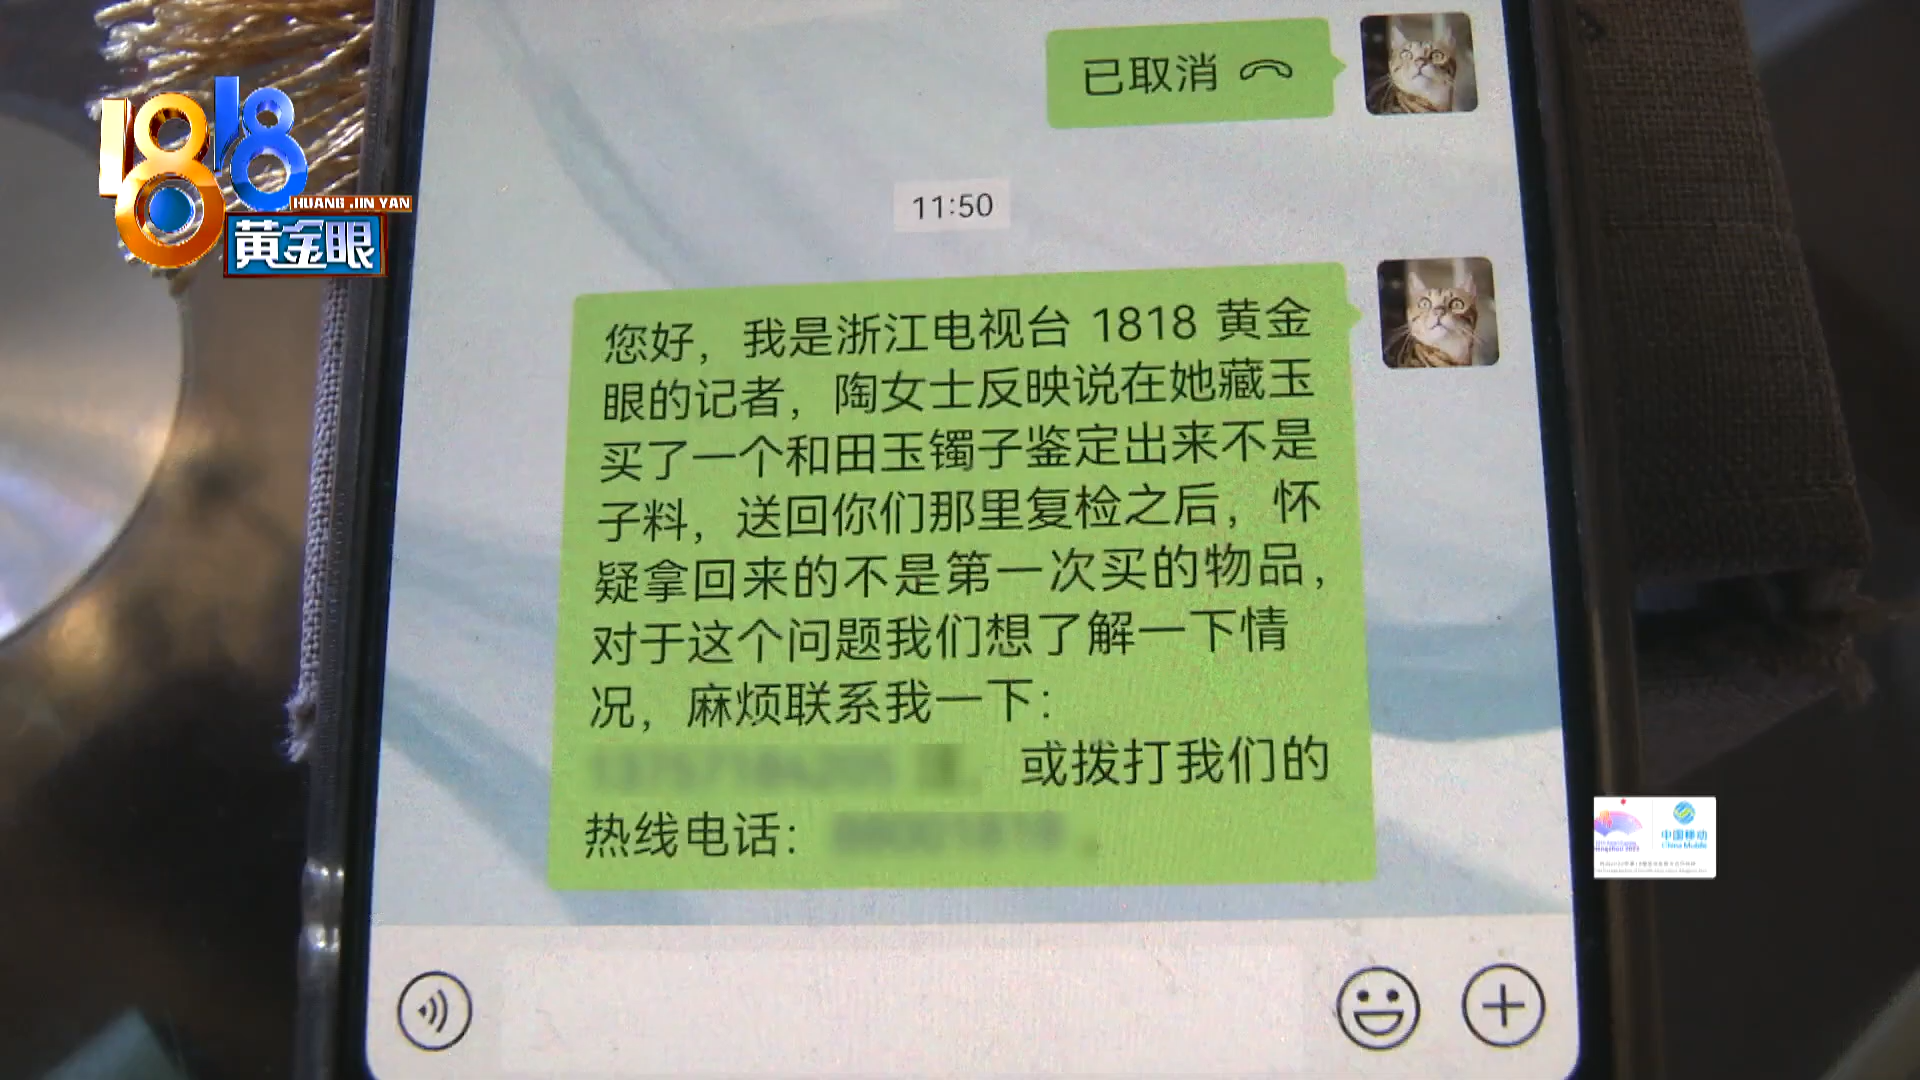 1818
HUANG JIN YAN
黄金眼
已取消
11:50
您好，我是浙江电视台 1818 黄金
眼的记者，陶女士反映说在她藏玉
买了一个和田玉镯子鉴定出来不是
子料，送回你们那里复检之后，怀
疑拿回来的不是第一次买的物品，
对于这个问题我们想了解一下情
况，麻烦联系我一下：
或拨打我们的
热线电话：
中国移动
China Mobile